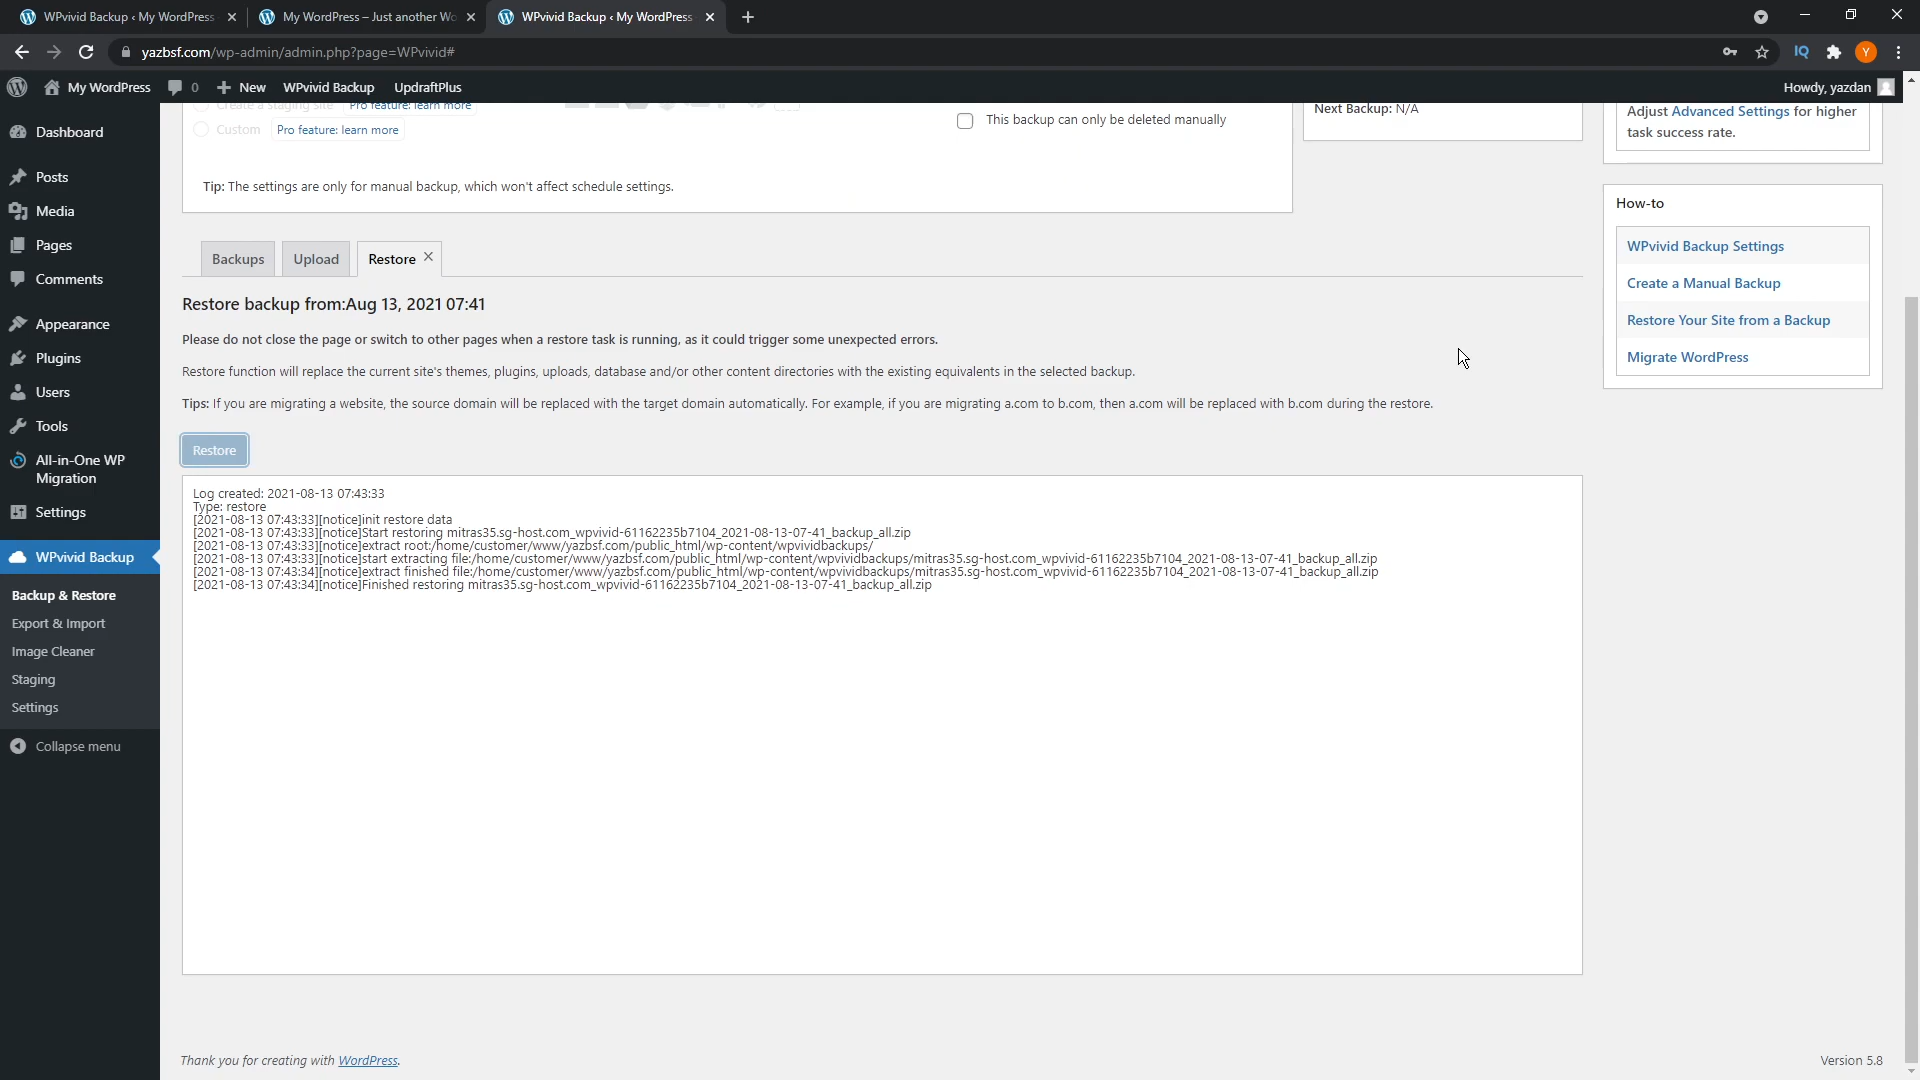 WPvivid Backup ‹ My WordPress
My WordPress – Just another Wo
WPvivid Backup ‹ My WordPress
yazbsf.com/wp-admin/admin.php?page=WPvivid#
IQ
Y
My WordPress
0
New
WPvivid Backup
UpdraftPlus
Howdy, yazdan
Dashboard
Posts
Media
Pages
Comments
Appearance
Plugins
Users
Tools
All-in-One WP
Migration
Settings
WPvivid Backup
Backup & Restore
Export & Import
Image Cleaner
Staging
Settings
Collapse menu
Create a staging site
Pro feature: learn more
Custom
Pro feature: learn more
This backup can only be deleted manually
Tip: The settings are only for manual backup, which won't affect schedule settings.
Next Backup: N/A
Adjust Advanced Settings for higher
task success rate.
How-to
WPvivid Backup Settings
Create a Manual Backup
Restore Your Site from a Backup
Migrate WordPress
Backups
Upload
Restore
Restore backup from:Aug 13, 2021 07:41
Please do not close the page or switch to other pages when a restore task is running, as it could trigger some unexpected errors.
Restore function will replace the current site's themes, plugins, uploads, database and/or other content directories with the existing equivalents in the selected backup.
Tips: If you are migrating a website, the source domain will be replaced with the target domain automatically. For example, if you are migrating a.com to b.com, then a.com will be replaced with b.com during the restore.
Restore
Log created: 2021-08-13 07:43:33
Type: restore
[2021-08-13 07:43:33][notice]init restore data
[2021-08-13 07:43:33][notice]Start restoring mitras35.sg-host.com_wpvivid-61162235b7104_2021-08-13-07-41_backup_all.zip
[2021-08-13 07:43:33][notice]extract root:/home/customer/www/yazbsf.com/public_html/wp-content/wpvividbackups/
[2021-08-13 07:43:33][notice]start extracting file:/home/customer/www/yazbsf.com/public_html/wp-content/wpvividbackups/mitras35.sg-host.com_wpvivid-61162235b7104_2021-08-13-07-41_backup_all.zip
[2021-08-13 07:43:34][notice]extract finished file:/home/customer/www/yazbsf.com/public_html/wp-content/wpvividbackups/mitras35.sg-host.com_wpvivid-61162235b7104_2021-08-13-07-41_backup_all.zip
[2021-08-13 07:43:34][notice]Finished restoring mitras35.sg-host.com_wpvivid-61162235b7104_2021-08-13-07-41_backup_all.zip
Thank you for creating with WordPress.
Version 5.8